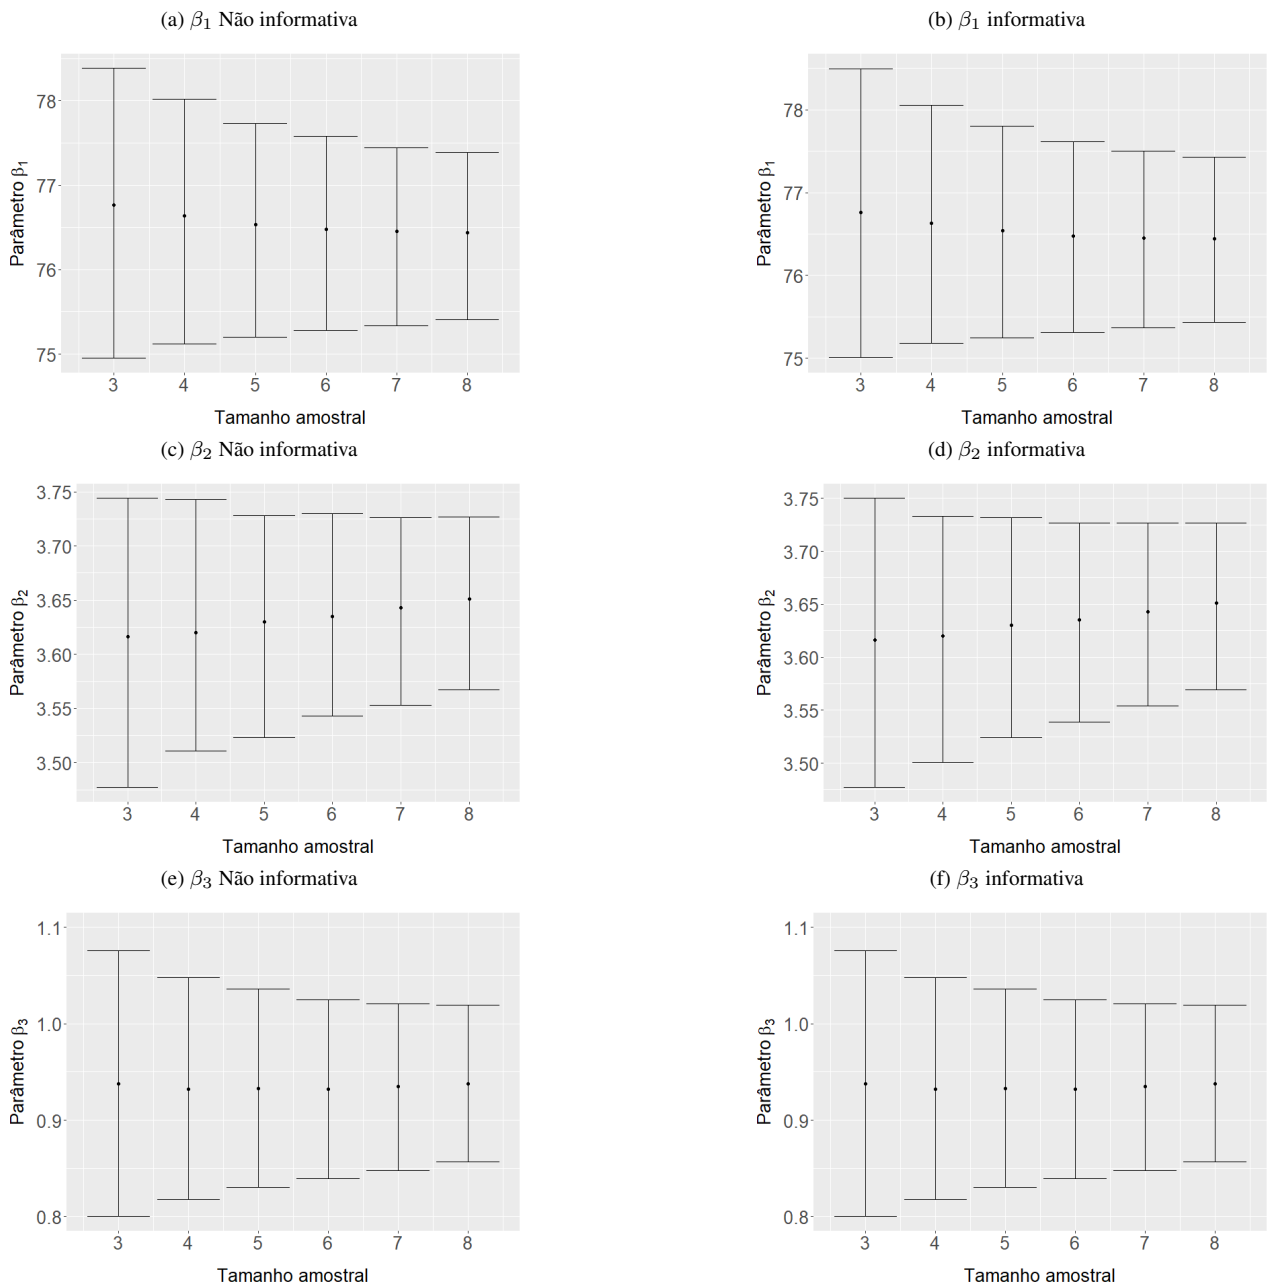 (a) β₁ Não informativa
(b) β₁ informativa
78
77
76
75
Parâmetro β₁
3 4 5 6 7 8
Tamanho amostral
78
77
76
75
Parâmetro β₁
3 4 5 6 7 8
Tamanho amostral
(c) β₂ Não informativa
(d) β₂ informativa
3.75
3.70
3.65
3.60
3.55
3.50
Parâmetro β₂
3 4 5 6 7 8
Tamanho amostral
3.75
3.70
3.65
3.60
3.55
3.50
Parâmetro β₂
3 4 5 6 7 8
Tamanho amostral
(e) β₃ Não informativa
(f) β₃ informativa
1.1
1.0
0.9
0.8
Parâmetro β₃
3 4 5 6 7 8
Tamanho amostral
1.1
1.0
0.9
0.8
Parâmetro β₃
3 4 5 6 7 8
Tamanho amostral